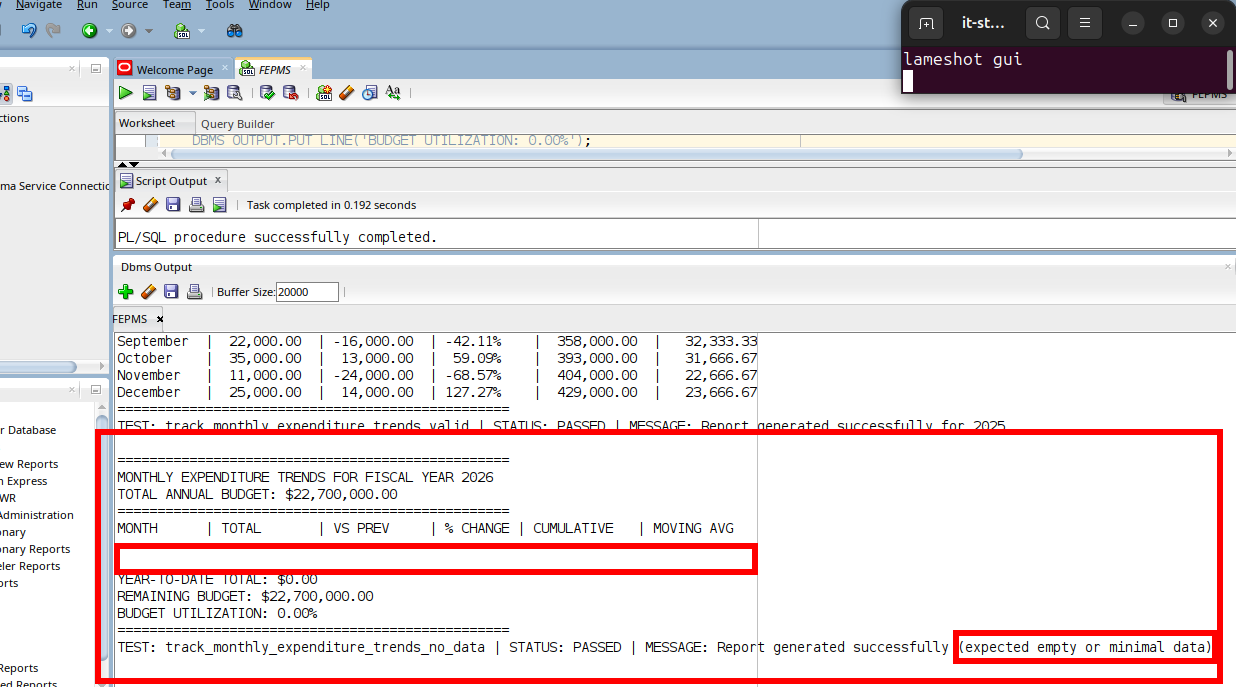 Navigate Run Source Team Tools Window Help
it-st...
lameshot gui
Welcome Page
FEPMS
FEPMS
Worksheet Query Builder
DBMS_OUTPUT.PUT_LINE('BUDGET UTILIZATION: 0.00%');
ctions
ma Service Connectio
Script Output
Task completed in 0.192 seconds
PL/SQL procedure successfully completed.
Dbms Output
Buffer Size: 20000
FEPMS
September | 22,000.00 | -16,000.00 | -42.11% | 358,000.00 | 32,333.33
October | 35,000.00 | 13,000.00 | 59.09% | 393,000.00 | 31,666.67
November | 11,000.00 | -24,000.00 | -68.57% | 404,000.00 | 22,666.67
December | 25,000.00 | 14,000.00 | 127.27% | 429,000.00 | 23,666.67
=================================================
TEST: track_monthly_expenditure_trends_valid | STATUS: PASSED | MESSAGE: Report generated successfully for 2025
=================================================
MONTHLY EXPENDITURE TRENDS FOR FISCAL YEAR 2026
TOTAL ANNUAL BUDGET: $22,700,000.00
=================================================
MONTH | TOTAL | VS PREV | % CHANGE | CUMULATIVE | MOVING AVG
YEAR-TO-DATE TOTAL: $0.00
REMAINING BUDGET: $22,700,000.00
BUDGET UTILIZATION: 0.00%
=================================================
TEST: track_monthly_expenditure_trends_no_data | STATUS: PASSED | MESSAGE: Report generated successfully (expected empty or minimal data)
r Database
ew Reports
n Express
WR
Administration
onary
onary Reports
eler Reports
orts
Reports
ed Reports